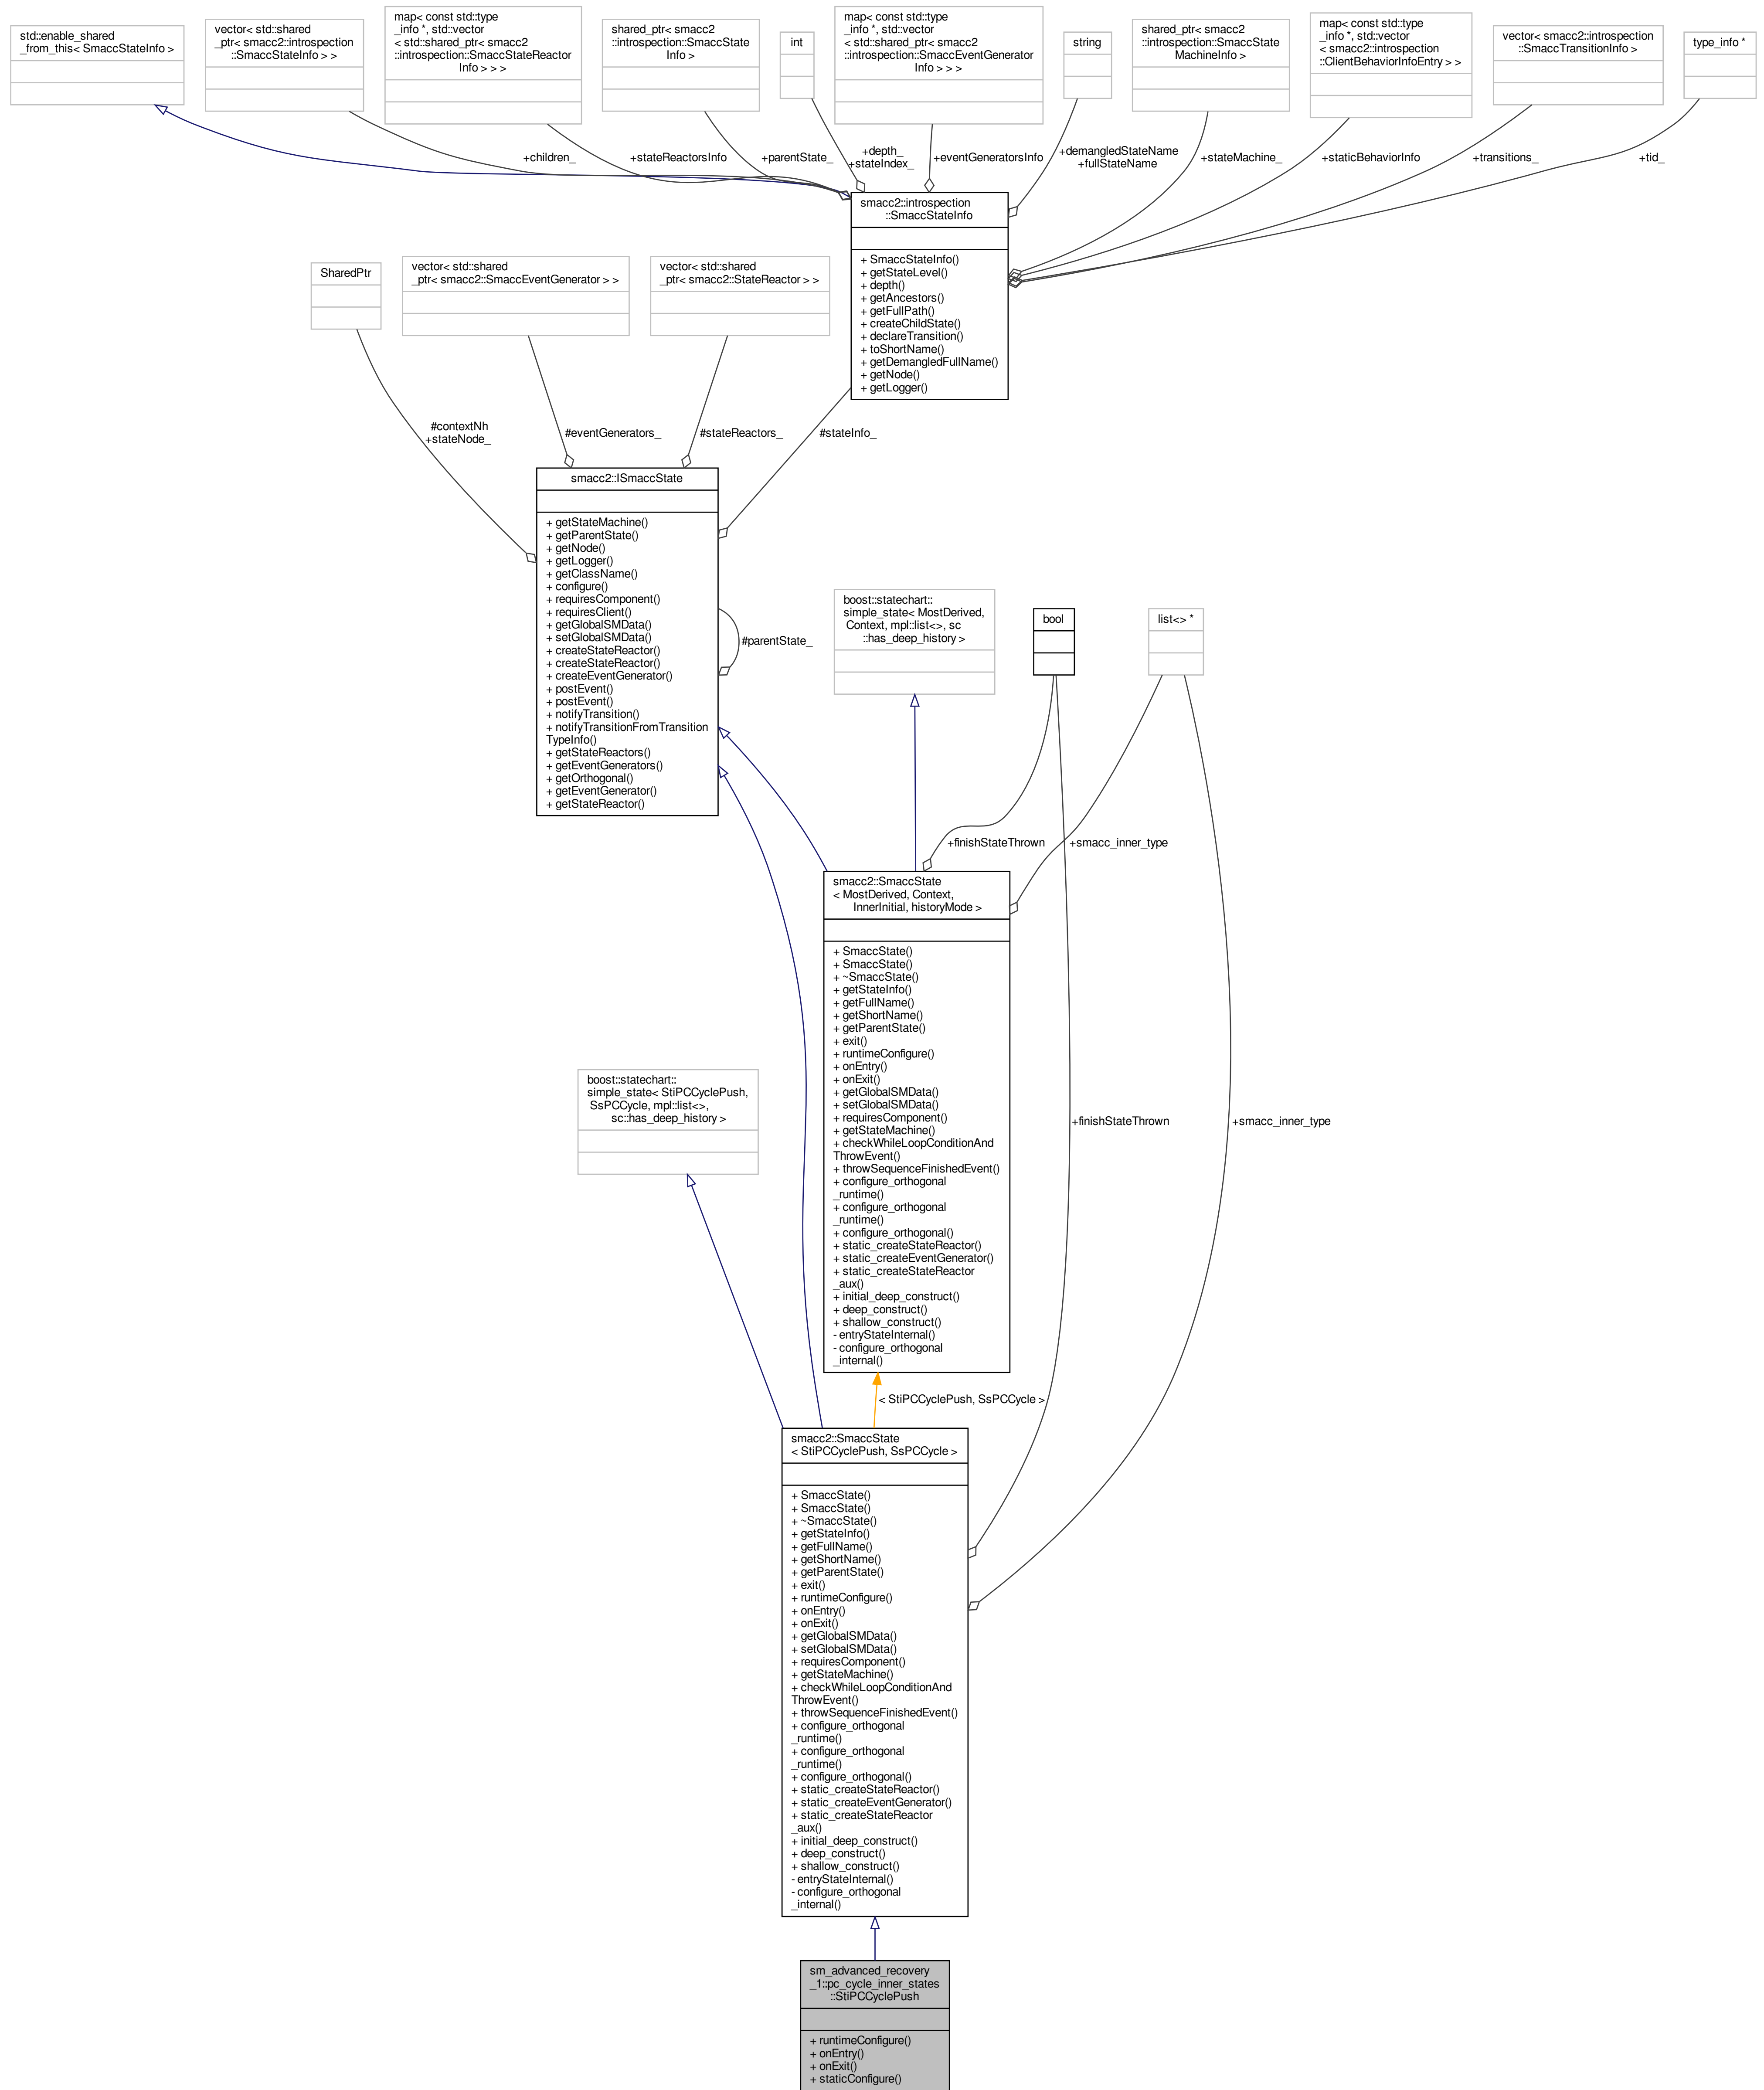 std::enable_shared
_from_this< SmaccStateInfo >
vector< std::shared
_ptr< smacc2::introspection
::SmaccStateInfo > >
map< const std::type
_info *, std::vector
< std::shared_ptr< smacc2
::introspection::SmaccStateReactor
Info > > >
shared_ptr< smacc2
::introspection::SmaccState
Info >
int
map< const std::type
_info *, std::vector
< std::shared_ptr< smacc2
::introspection::SmaccEventGenerator
Info > > >
string
shared_ptr< smacc2
::introspection::SmaccState
MachineInfo >
map< const std::type
_info *, std::vector
< smacc2::introspection
::ClientBehaviorInfoEntry > >
vector< smacc2::introspection
::SmaccTransitionInfo >
type_info *
+children_
+stateReactorsInfo
+parentState_
+depth_
+stateIndex_
+eventGeneratorsInfo
+demangledStateName
+fullStateName
+stateMachine_
+staticBehaviorInfo
+transitions_
+tid_
smacc2::introspection
::SmaccStateInfo
+ SmaccStateInfo()
+ getStateLevel()
+ depth()
+ getAncestors()
+ getFullPath()
+ createChildState()
+ declareTransition()
+ toShortName()
+ getDemangledFullName()
+ getNode()
+ getLogger()
SharedPtr
vector< std::shared
_ptr< smacc2::SmaccEventGenerator > >
vector< std::shared
_ptr< smacc2::StateReactor > >
#contextNh
+stateNode_
#eventGenerators_
#stateReactors_
#stateInfo_
smacc2::ISmaccState
+ getStateMachine()
+ getParentState()
+ getNode()
+ getLogger()
+ getClassName()
+ configure()
+ requiresComponent()
+ requiresClient()
+ getGlobalSMData()
+ setGlobalSMData()
+ createStateReactor()
+ createStateReactor()
+ createEventGenerator()
+ postEvent()
+ postEvent()
+ notifyTransition()
+ notifyTransitionFromTransition
TypeInfo()
+ getStateReactors()
+ getEventGenerators()
+ getOrthogonal()
+ getEventGenerator()
+ getStateReactor()
#parentState_
boost::statechart::
simple_state< MostDerived,
Context, mpl::list<>, sc
::has_deep_history >
bool
list<> *
+finishStateThrown
+smacc_inner_type
smacc2::SmaccState
< MostDerived, Context,
InnerInitial, historyMode >
+ SmaccState()
+ SmaccState()
+ ~SmaccState()
+ getStateInfo()
+ getFullName()
+ getShortName()
+ getParentState()
+ exit()
+ runtimeConfigure()
+ onEntry()
+ onExit()
+ getGlobalSMData()
+ setGlobalSMData()
+ requiresComponent()
+ getStateMachine()
+ checkWhileLoopConditionAnd
ThrowEvent()
+ throwSequenceFinishedEvent()
+ configure_orthogonal
_runtime()
+ configure_orthogonal
_runtime()
+ configure_orthogonal()
+ static_createStateReactor()
+ static_createEventGenerator()
+ static_createStateReactor
_aux()
+ initial_deep_construct()
+ deep_construct()
+ shallow_construct()
- entryStateInternal()
- configure_orthogonal
_internal()
boost::statechart::
simple_state< StiPCCyclePush,
SsPCCycle, mpl::list<>,
sc::has_deep_history >
+finishStateThrown
+smacc_inner_type
< StiPCCyclePush, SsPCCycle >
smacc2::SmaccState
< StiPCCyclePush, SsPCCycle >
+ SmaccState()
+ SmaccState()
+ ~SmaccState()
+ getStateInfo()
+ getFullName()
+ getShortName()
+ getParentState()
+ exit()
+ runtimeConfigure()
+ onEntry()
+ onExit()
+ getGlobalSMData()
+ setGlobalSMData()
+ requiresComponent()
+ getStateMachine()
+ checkWhileLoopConditionAnd
ThrowEvent()
+ throwSequenceFinishedEvent()
+ configure_orthogonal
_runtime()
+ configure_orthogonal
_runtime()
+ configure_orthogonal()
+ static_createStateReactor()
+ static_createEventGenerator()
+ static_createStateReactor
_aux()
+ initial_deep_construct()
+ deep_construct()
+ shallow_construct()
- entryStateInternal()
- configure_orthogonal
_internal()
sm_advanced_recovery
_1::pc_cycle_inner_states
::StiPCCyclePush
+ runtimeConfigure()
+ onEntry()
+ onExit()
+ staticConfigure()